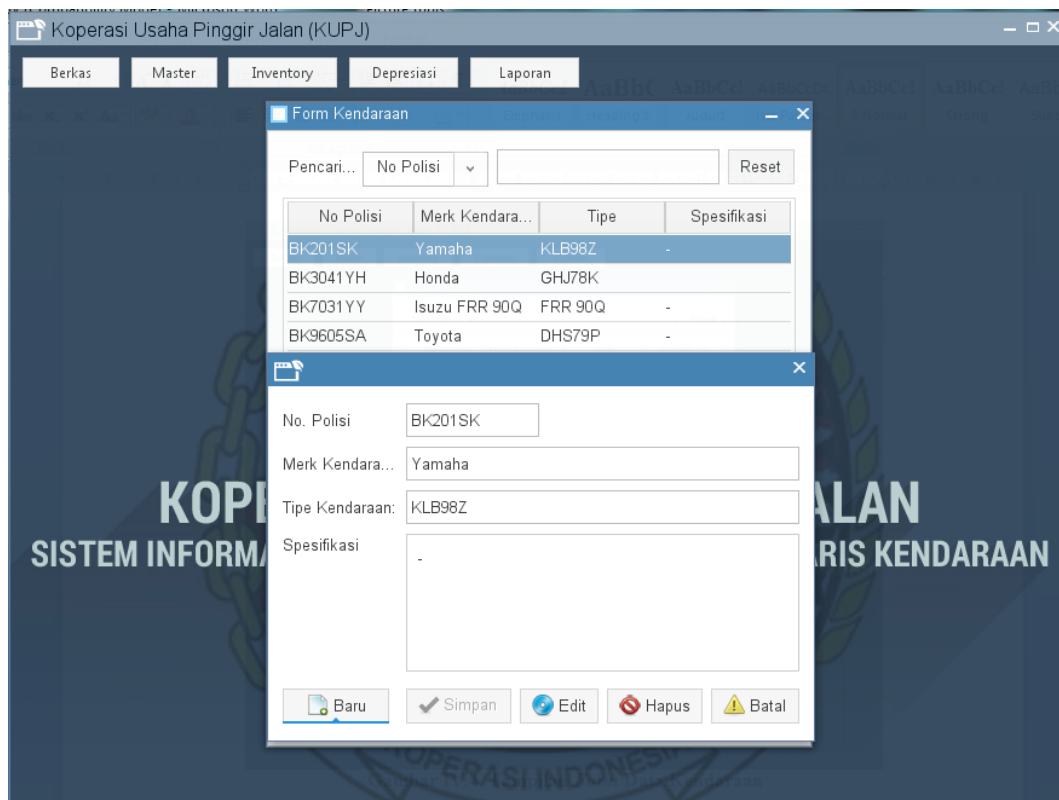 Koperasi Usaha Pinggir Jalan (KUPJ)
Berkas Master Inventory Depresiasi Laporan
Form Kendaraan
Pencari... No Polisi Reset
No Polisi Merk Kendara... Tipe Spesifikasi
BK201SK Yamaha KLB98Z -
BK3041YH Honda GHJ78K
BK7031YY Isuzu FRR 90Q FRR 90Q -
BK9605SA Toyota DHS79P -
No. Polisi BK201SK
Merk Kendara... Yamaha
Tipe Kendaraan: KLB98Z
Spesifikasi -
KOPE ALAN
SISTEM INFORMA RIS KENDARAAN
Baru Simpan Edit Hapus Batal
KOPERASI INDONESIA